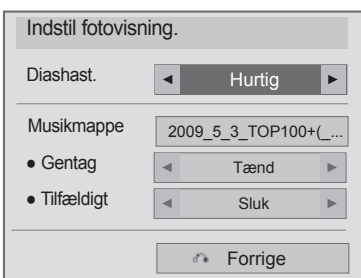 Indstil fotovisning.
Diashast. ◄ Hurtig ►
Musikmappe 2009_5_3_TOP100+(_...
● Gentag ◄ Tænd ►
● Tilfældigt ◄ Sluk ►
Forrige